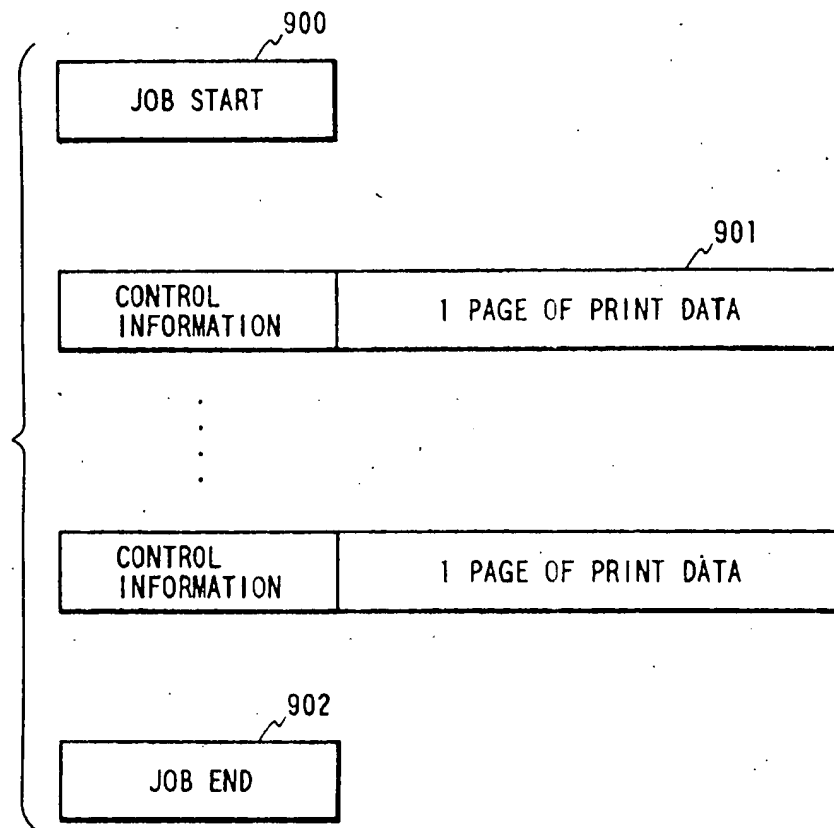 900
JOB START
901
CONTROL
INFORMATION
1 PAGE OF PRINT DATA
CONTROL
INFORMATION
1 PAGE OF PRINT DATA
902
JOB END